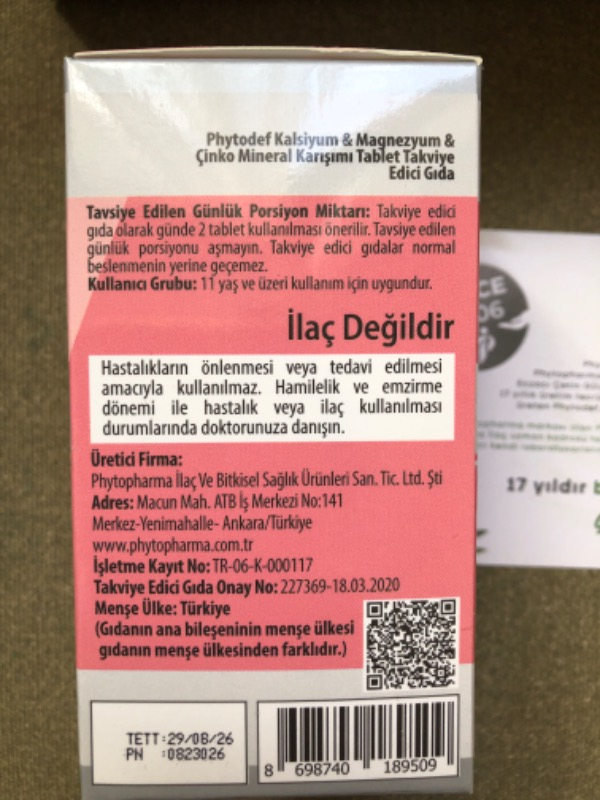 Phytodef Kalsiyum & Magnezyum &
Çinko Mineral Karışımı Tablet Takviye
Edici Gıda
Tavsiye Edilen Günlük Porsiyon Miktarı: Takviye edici
gıda olarak günde 2 tablet kullanılması önerilir. Tavsiye edilen
günlük porsiyonu aşmayın. Takviye edici gıdalar normal
beslenmenin yerine geçemez.
Kullanıcı Grubu: 11 yaş ve üzeri kullanım için uygundur.
İlaç Değildir
Hastalıkların önlenmesi veya tedavi edilmesi
amacıyla kullanılmaz. Hamilelik ve emzirme
dönemi ile hastalık veya ilaç kullanılması
durumlarında doktorunuza danışın.
Üretici Firma:
Phytopharma İlaç Ve Bitkisel Sağlık Ürünleri San. Tic. Ltd. Şti
Adres: Macun Mah. ATB İş Merkezi No:141
Merkez-Yenimahalle- Ankara/Türkiye
www.phytopharma.com.tr
İşletme Kayıt No: TR-06-K-000117
Takviye Edici Gıda Onay No: 227369-18.03.2020
Menşe Ülke: Türkiye
(Gıdanın ana bileşeninin menşe ülkesi
gıdanın menşe ülkesinden farklıdır.)
TETT:29/08/26
PN :0823026
8 698740 189509
17 yıldır